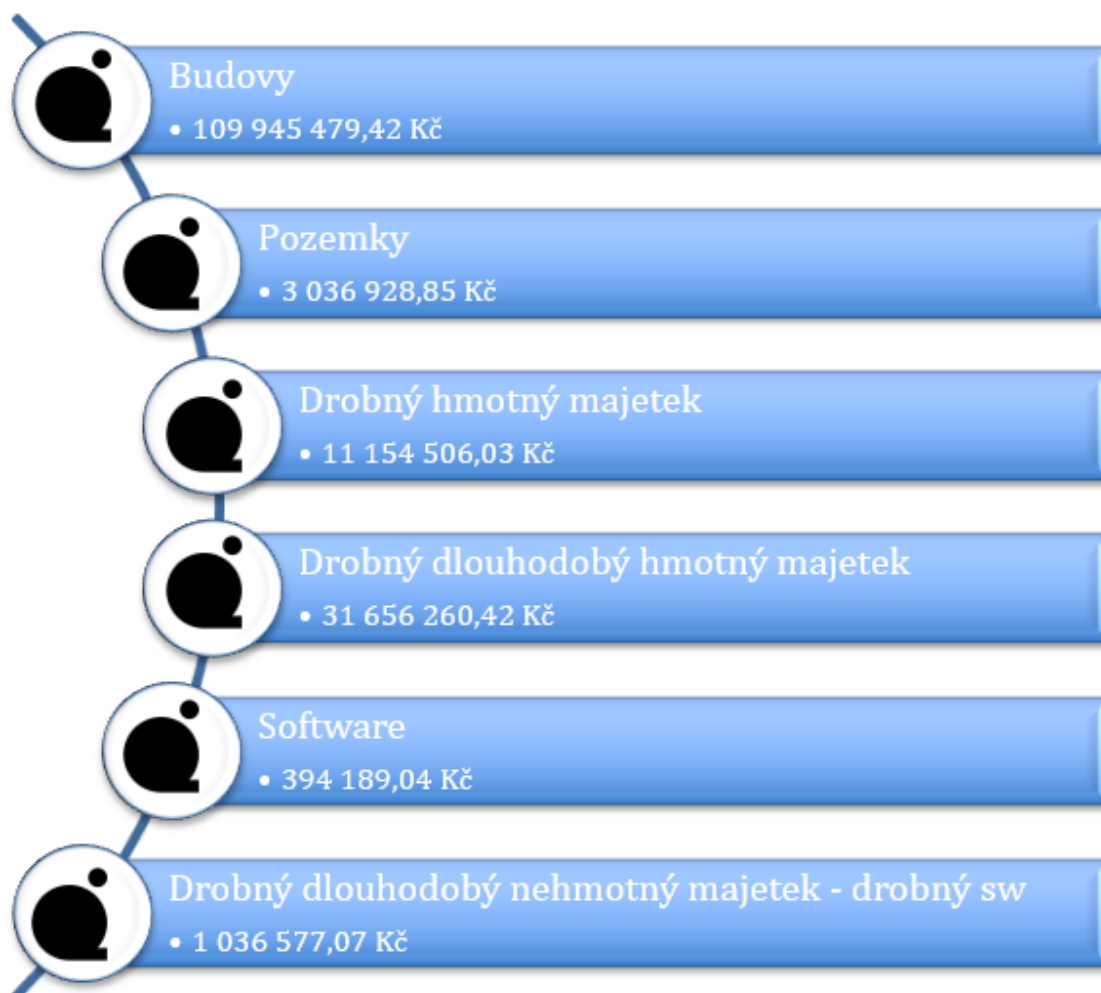 Budovy
• 109 945 479,42 Kč
Pozemky
• 3 036 928,85 Kč
Drobný hmotný majetek
• 11 154 506,03 Kč
Drobný dlouhodobý hmotný majetek
• 31 656 260,42 Kč
Software
• 394 189,04 Kč
Drobný dlouhodobý nehmotný majetek - drobný sw
• 1 036 577,07 Kč